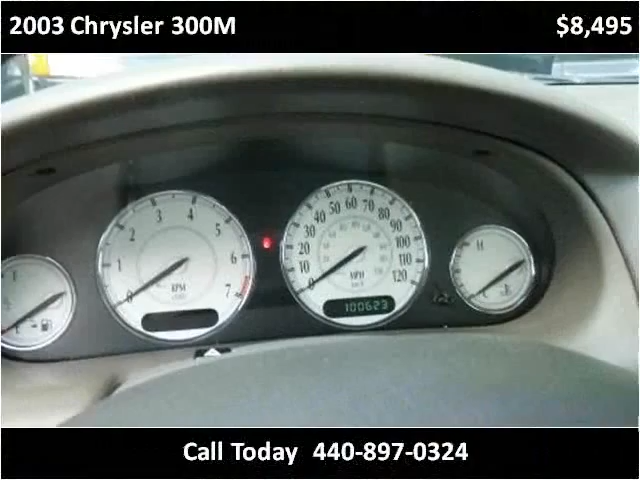 2003 Chrysler 300M $8,495
1 2 3 4 5 6 7
RPM
0 10 20 30 40 50 60 70 80 90 100 110 120
MPH
100623
H
Call Today 440-897-0324